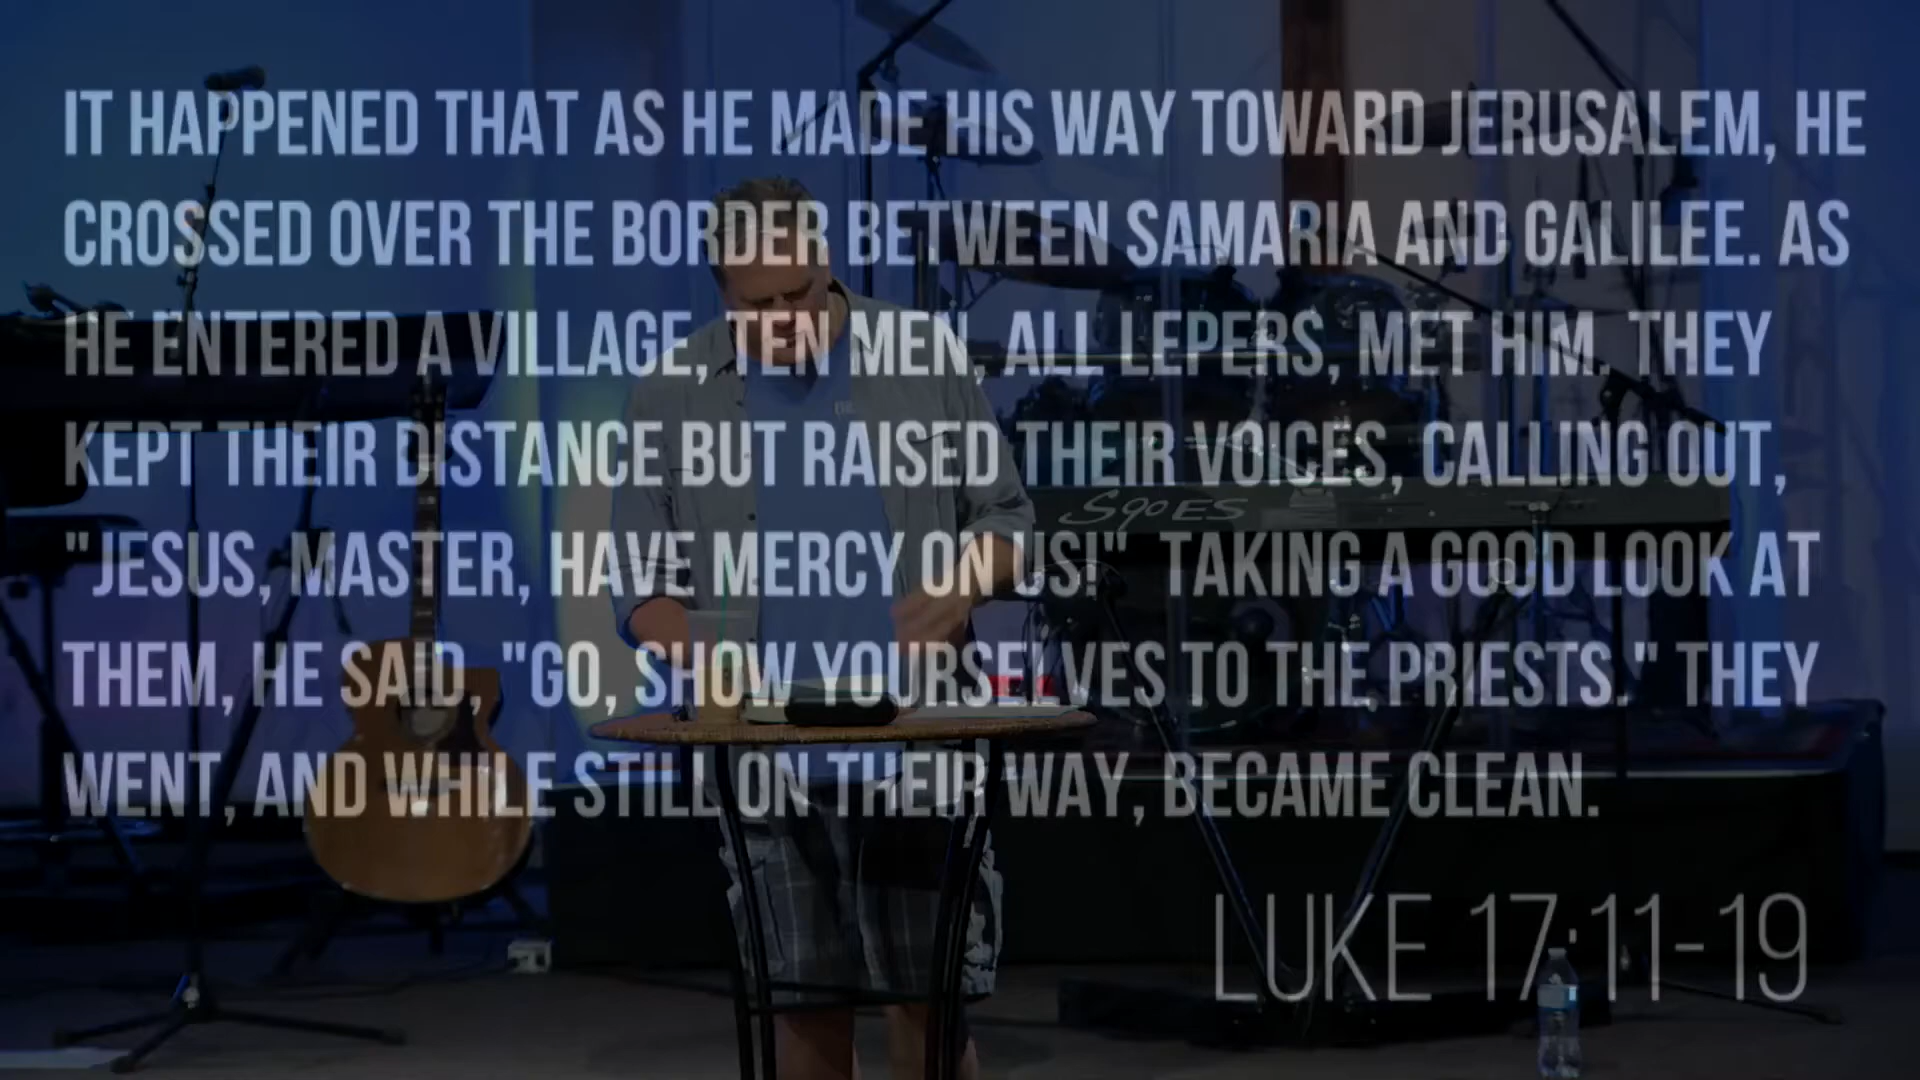 IT HAPPENED THAT AS HE MADE HIS WAY TOWARD JERUSALEM, HE
CROSSED OVER THE BORDER BETWEEN SAMARIA AND GALILEE. AS
HE ENTERED A VILLAGE, TEN MEN, ALL LEPERS, MET HIM. THEY
KEPT THEIR DISTANCE BUT RAISED THEIR VOICES, CALLING OUT,
"JESUS, MASTER, HAVE MERCY ON US!" TAKING A GOOD LOOK AT
THEM, HE SAID, "GO, SHOW YOURSELVES TO THE PRIESTS." THEY
WENT, AND WHILE STILL ON THEIR WAY, BECAME CLEAN.
LUKE 17:11-19
S90ES